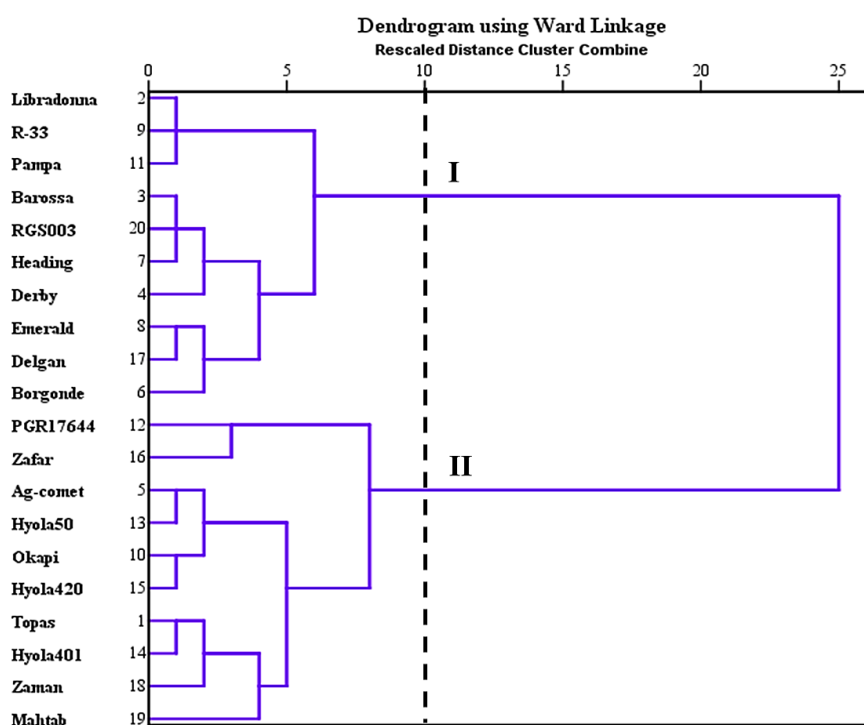 Dendrogram using Ward Linkage
Rescaled Distance Cluster Combine
0 5 10 15 20 25
Libradonna 2
R-33 9
Pampa 11
I
Barossa 3
RGS003 20
Heading 7
Derby 4
Emerald 8
Delgan 17
Borgonde 6
PGR17644 12
Zafar 16
II
Ag-comet 5
Hyola50 13
Okapi 10
Hyola420 15
Topas 1
Hyola401 14
Zaman 18
Mahtab 19